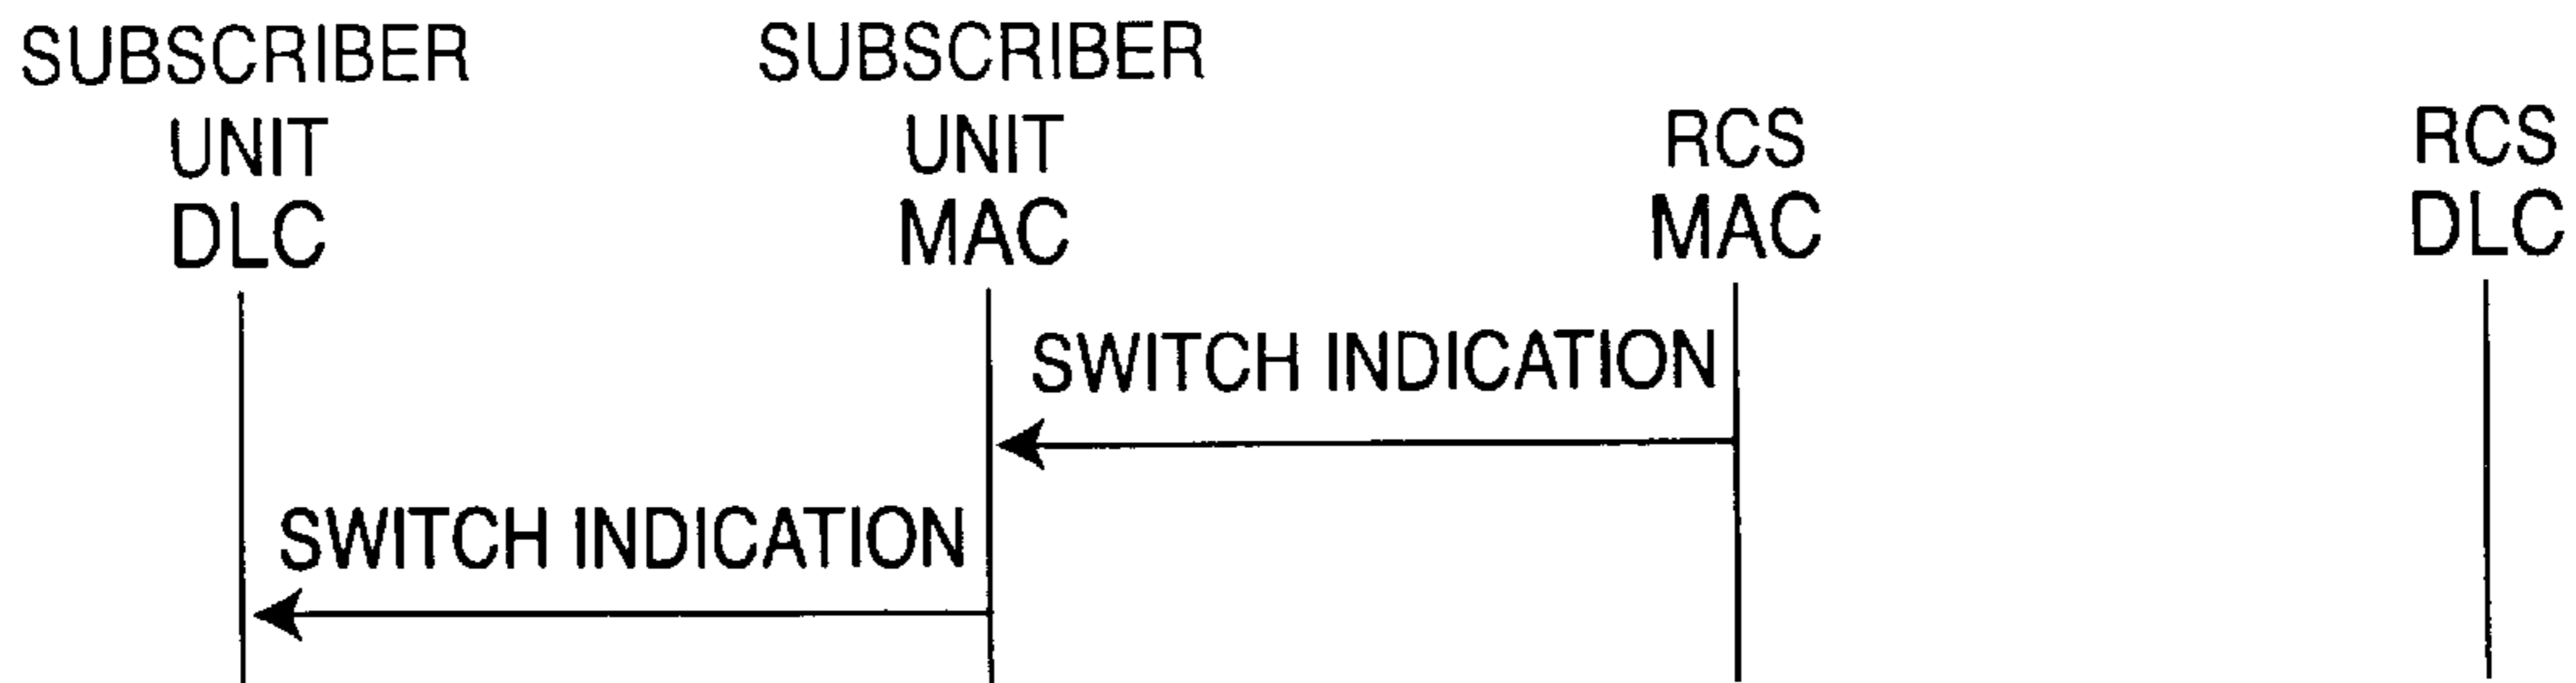 SUBSCRIBER
UNIT
DLC
SUBSCRIBER
UNIT
MAC
RCS
MAC
RCS
DLC
SWITCH INDICATION
SWITCH INDICATION